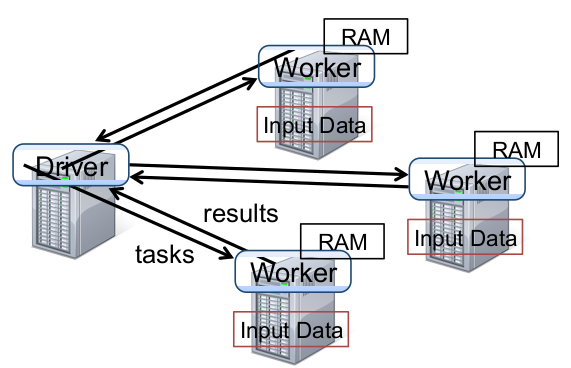 RAM
Worker
Input Data
RAM
Driver
Worker
results
Input Data
tasks
RAM
Worker
Input Data